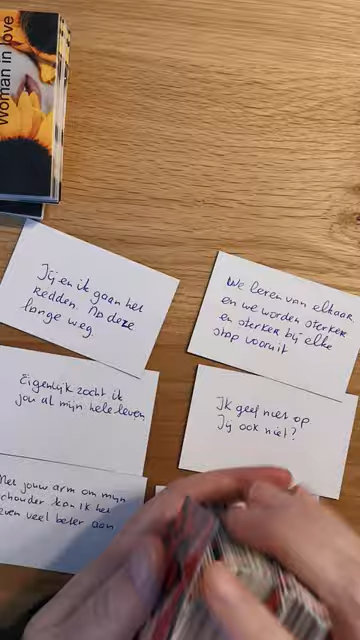 Woman in love
Jij en ik gaan het
redden. Na deze
lange weg.
We leren van elkaar
en we worden sterker
en sterker bij elke
stap vooruit
Eigenlijk zocht ik
jou al mijn hele leven
Ik geef niet op
Jij ook niet?
Met jouw arm om mijn
schouder kan ik het
even veel beter aan